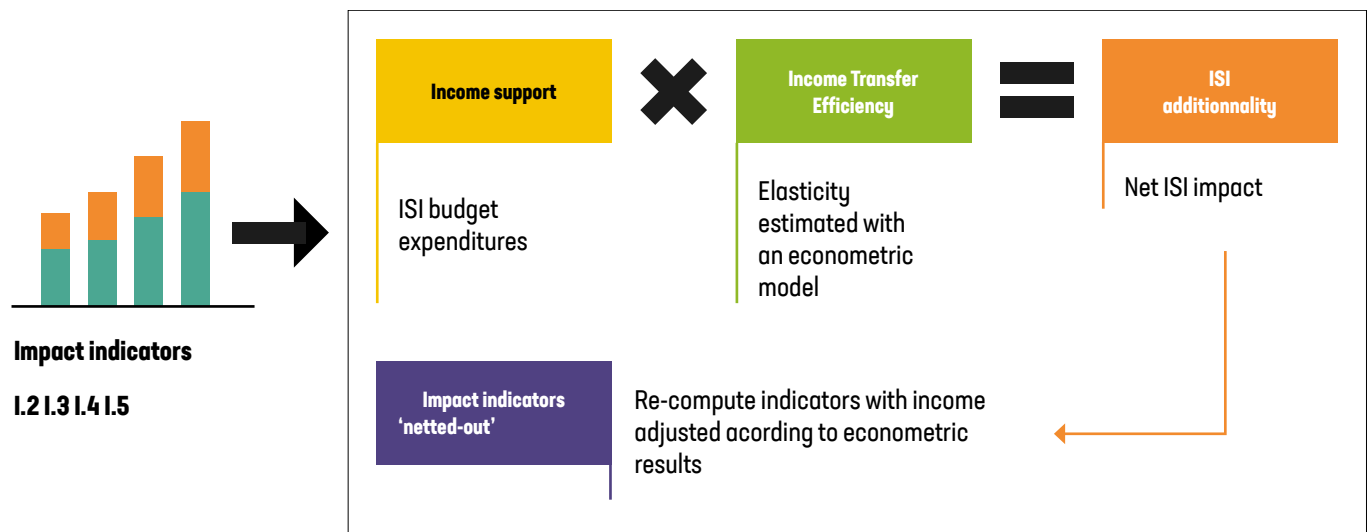 Income support
Income Transfer
Efficiency
ISI
additionnality
ISI budget
expenditures
Elasticity
estimated with
an econometric
model
Net ISI impact
Impact indicators
I.2 I.3 I.4 I.5
Impact indicators
‘netted-out’
Re-compute indicators with income
adjusted acording to econometric
results